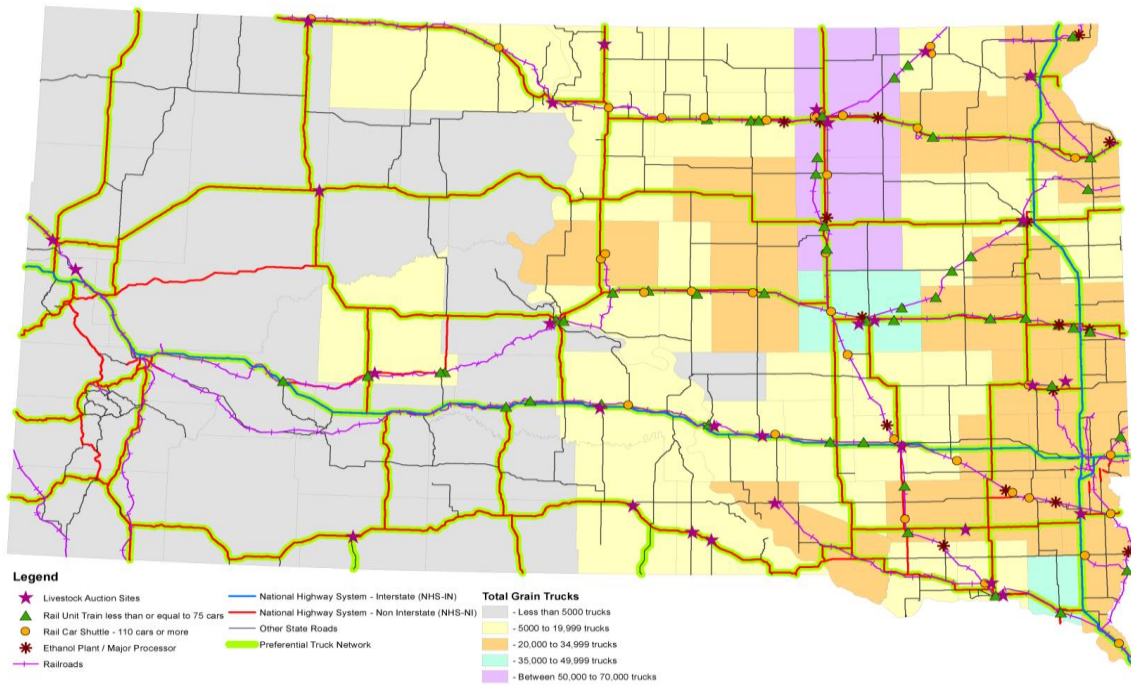 Legend
Livestock Auction Sites
Rail Unit Train less than or equal to 75 cars
Rail Car Shuttle - 110 cars or more
Ethanol Plant / Major Processor
Railroads
National Highway System - Interstate (NHS-IN)
National Highway System - Non Interstate (NHS-NI)
Other State Roads
Preferential Truck Network
Total Grain Trucks
- Less than 5000 trucks
- 5000 to 19,999 trucks
- 20,000 to 34,999 trucks
- 35,000 to 49,999 trucks
- Between 50,000 to 70,000 trucks